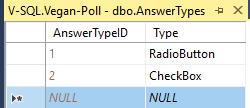 V-SQL.Vegan-Poll - dbo.AnswerTypes
AnswerTypeID Type
1 RadioButton
2 CheckBox
NULL NULL